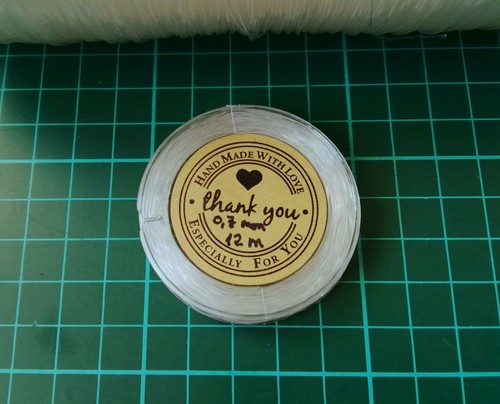 HAND MADE WITH LOVE
thank you
0,7 mm
12 m
ESPECIALLY FOR YOU